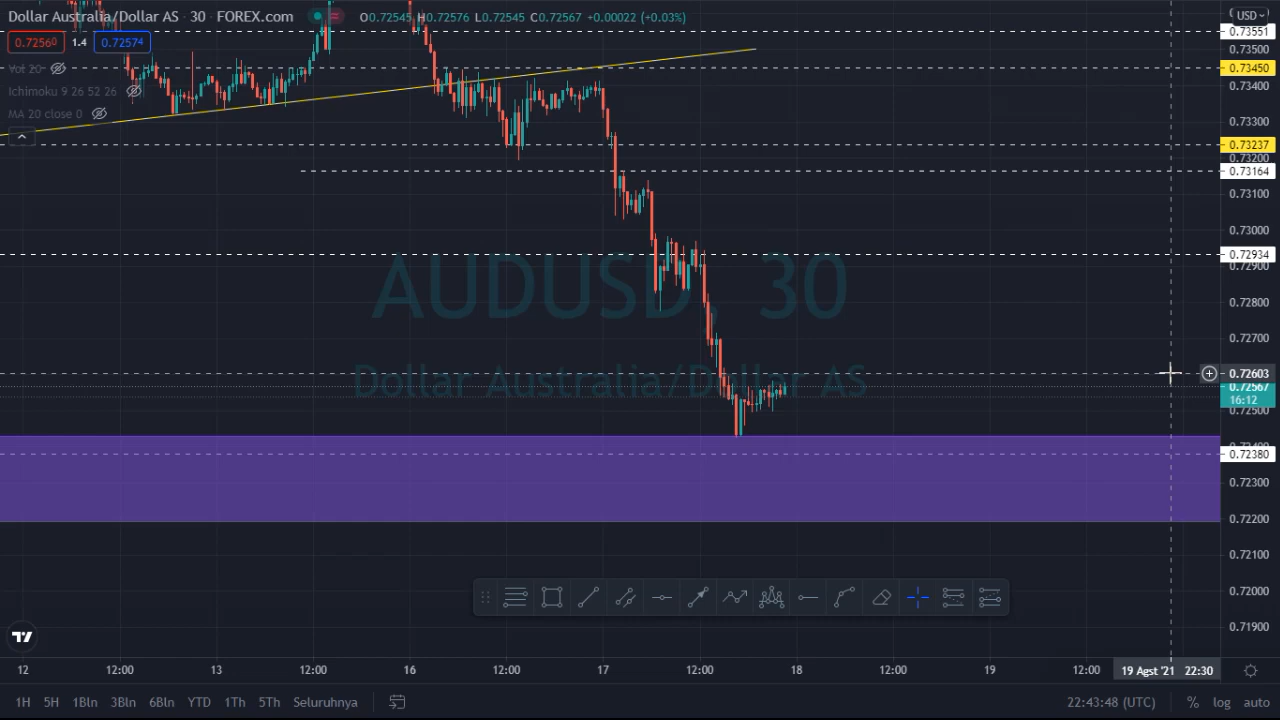 Dollar Australia/Dollar AS · 30 · FOREX.com O0.72545 H0.72576 L0.72545 C0.72567 +0.00022 (+0.03%)
USD
0.72560 1.4 0.72574
Vol 20
Ichimoku 9 26 52 26
MA 20 close 0
AUDUSD, 30
Dollar Australia/Dollar AS
0.73551
0.73500
0.73450
0.73400
0.73300
0.73237
0.73200
0.73164
0.73100
0.73000
0.72934
0.72900
0.72800
0.72700
0.72603
0.72567
16:12
0.72500
0.72400
0.72380
0.72300
0.72200
0.72100
0.72000
0.71900
12 12:00 13 12:00 16 12:00 17 12:00 18 12:00 19 12:00 19 Agst '21 22:30
1H 5H 1Bln 3Bln 6Bln YTD 1Th 5Th Seluruhnya 22:43:48 (UTC) % log auto